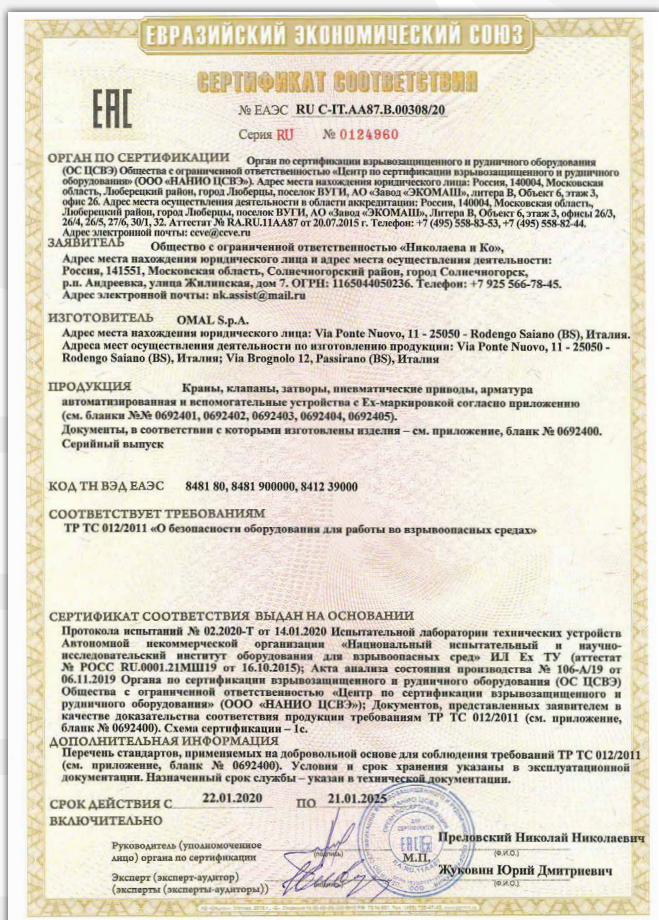 ЕВРАЗИЙСКИЙ ЭКОНОМИЧЕСКИЙ СОЮЗ
СЕРТИФИКАТ СООТВЕТСТВИЯ
ЕАС
№ ЕАЭС RU C-IT.AA87.B.00308/20
Серия RU № 0124960
ОРГАН ПО СЕРТИФИКАЦИИ Орган по сертификации взрывозащищенного и рудничного оборудования
(ОС ЦСВЭ) Общества с ограниченной ответственностью «Центр по сертификации взрывозащищенного и рудничного
оборудования» (ООО «НАНИО ЦСВЭ»). Адрес места нахождения юридического лица: Россия, 140004, Московская
область, Люберецкий район, город Люберцы, поселок ВУГИ, АО «Завод «ЭКОМАШ», литера В, Объект 6, этаж 3,
офис 26. Адрес места осуществления деятельности в области аккредитации: Россия, 140004, Московская область,
Люберецкий район, город Люберцы, поселок ВУГИ, АО «Завод «ЭКОМАШ», Литера В, Объект 6, этаж 3, офисы 26/3,
26/4, 26/5, 27/6, 30/1, 32. Аттестат № RA.RU.11АА87 от 20.07.2015 г. Телефон: +7 (495) 558-83-53, +7 (495) 558-82-44.
Адрес электронной почты: ccve@ccve.ru
ЗАЯВИТЕЛЬ Общество с ограниченной ответственностью «Николаева и Ко»,
Адрес места нахождения юридического лица и адрес места осуществления деятельности:
Россия, 141551, Московская область, Солнечногорский район, город Солнечногорск,
р.п. Андреевка, улица Жилинская, дом 7. ОГРН: 1165044050236. Телефон: +7 925 566-78-45.
Адрес электронной почты: nk.assist@mail.ru
ИЗГОТОВИТЕЛЬ OMAL S.p.A.
Адрес места нахождения юридического лица: Via Ponte Nuovo, 11 - 25050 - Rodengo Saiano (BS), Италия.
Адреса мест осуществления деятельности по изготовлению продукции: Via Ponte Nuovo, 11 - 25050 -
Rodengo Saiano (BS), Италия; Via Brognolo 12, Passirano (BS), Италия
ПРОДУКЦИЯ Краны, клапаны, затворы, пневматические приводы, арматура
автоматизированная и вспомогательные устройства с Ex-маркировкой согласно приложению
(см. бланки №№ 0692401, 0692402, 0692403, 0692404, 0692405).
Документы, в соответствии с которыми изготовлены изделия – см. приложение, бланк № 0692400.
Серийный выпуск
КОД ТН ВЭД ЕАЭС 8481 80, 8481 900000, 8412 39000
СООТВЕТСТВУЕТ ТРЕБОВАНИЯМ
ТР ТС 012/2011 «О безопасности оборудования для работы во взрывоопасных средах»
СЕРТИФИКАТ СООТВЕТСТВИЯ ВЫДАН НА ОСНОВАНИИ
Протокола испытаний № 02.2020-Т от 14.01.2020 Испытательной лаборатории технических устройств
Автономной некоммерческой организации «Национальный испытательный и научно-
исследовательский институт оборудования для взрывоопасных сред» ИЛ Ex ТУ (аттестат
№ РОСС RU.0001.21МШ19 от 16.10.2015); Акта анализа состояния производства № 106-А/19 от
06.11.2019 Органа по сертификации взрывозащищенного и рудничного оборудования (ОС ЦСВЭ)
Общества с ограниченной ответственностью «Центр по сертификации взрывозащищенного и
рудничного оборудования» (ООО «НАНИО ЦСВЭ»); Документов, представленных заявителем в
качестве доказательства соответствия продукции требованиям ТР ТС 012/2011 (см. приложение,
бланк № 0692400). Схема сертификации – 1с.
ДОПОЛНИТЕЛЬНАЯ ИНФОРМАЦИЯ
Перечень стандартов, применяемых на добровольной основе для соблюдения требований ТР ТС 012/2011
(см. приложение, бланк № 0692400). Условия и срок хранения указаны в эксплуатационной
документации. Назначенный срок службы – указан в технической документации.
СРОК ДЕЙСТВИЯ С 22.01.2020 ПО 21.01.2025
ВКЛЮЧИТЕЛЬНО
Руководитель (уполномоченное
лицо) органа по сертификации
(подпись)
М.П.
Преловский Николай Николаевич
(Ф.И.О.)
Эксперт (эксперт-аудитор)
(эксперты (эксперты-аудиторы))
(подпись)
Жуковин Юрий Дмитриевич
(Ф.И.О.)